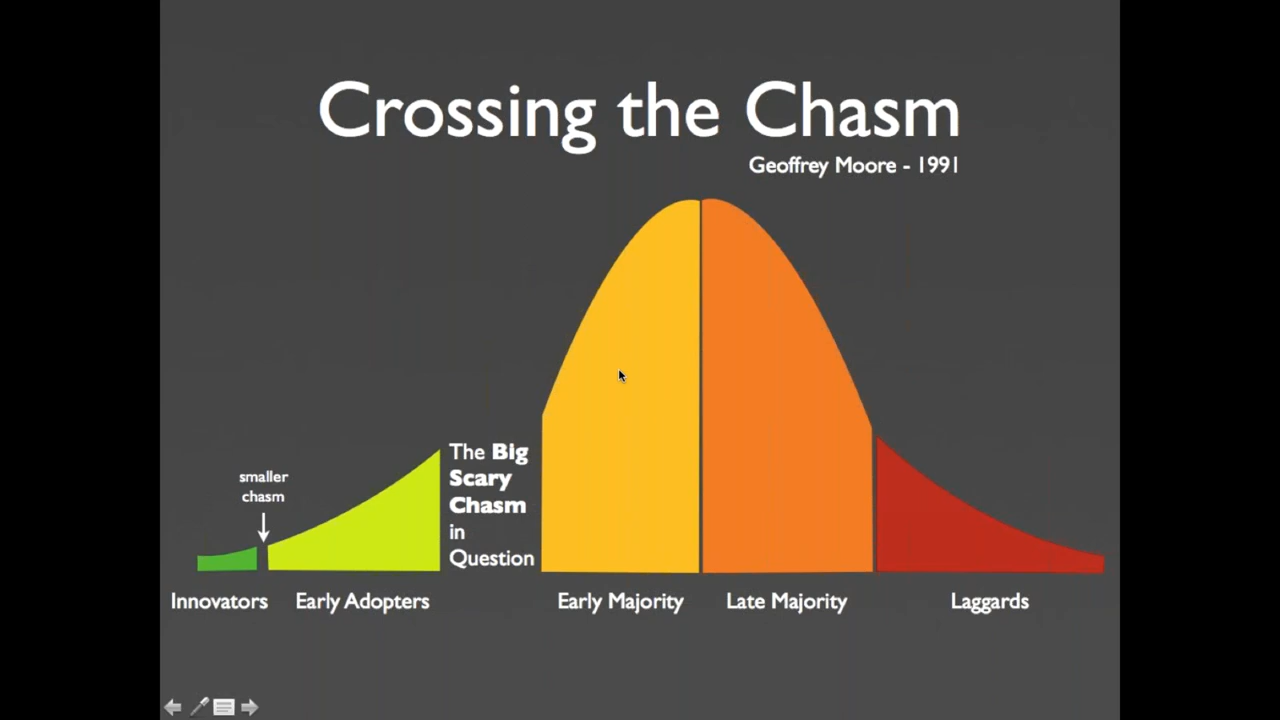 Crossing the Chasm
Geoffrey Moore - 1991
smaller
chasm
The Big
Scary
Chasm
in
Question
Innovators
Early Adopters
Early Majority
Late Majority
Laggards